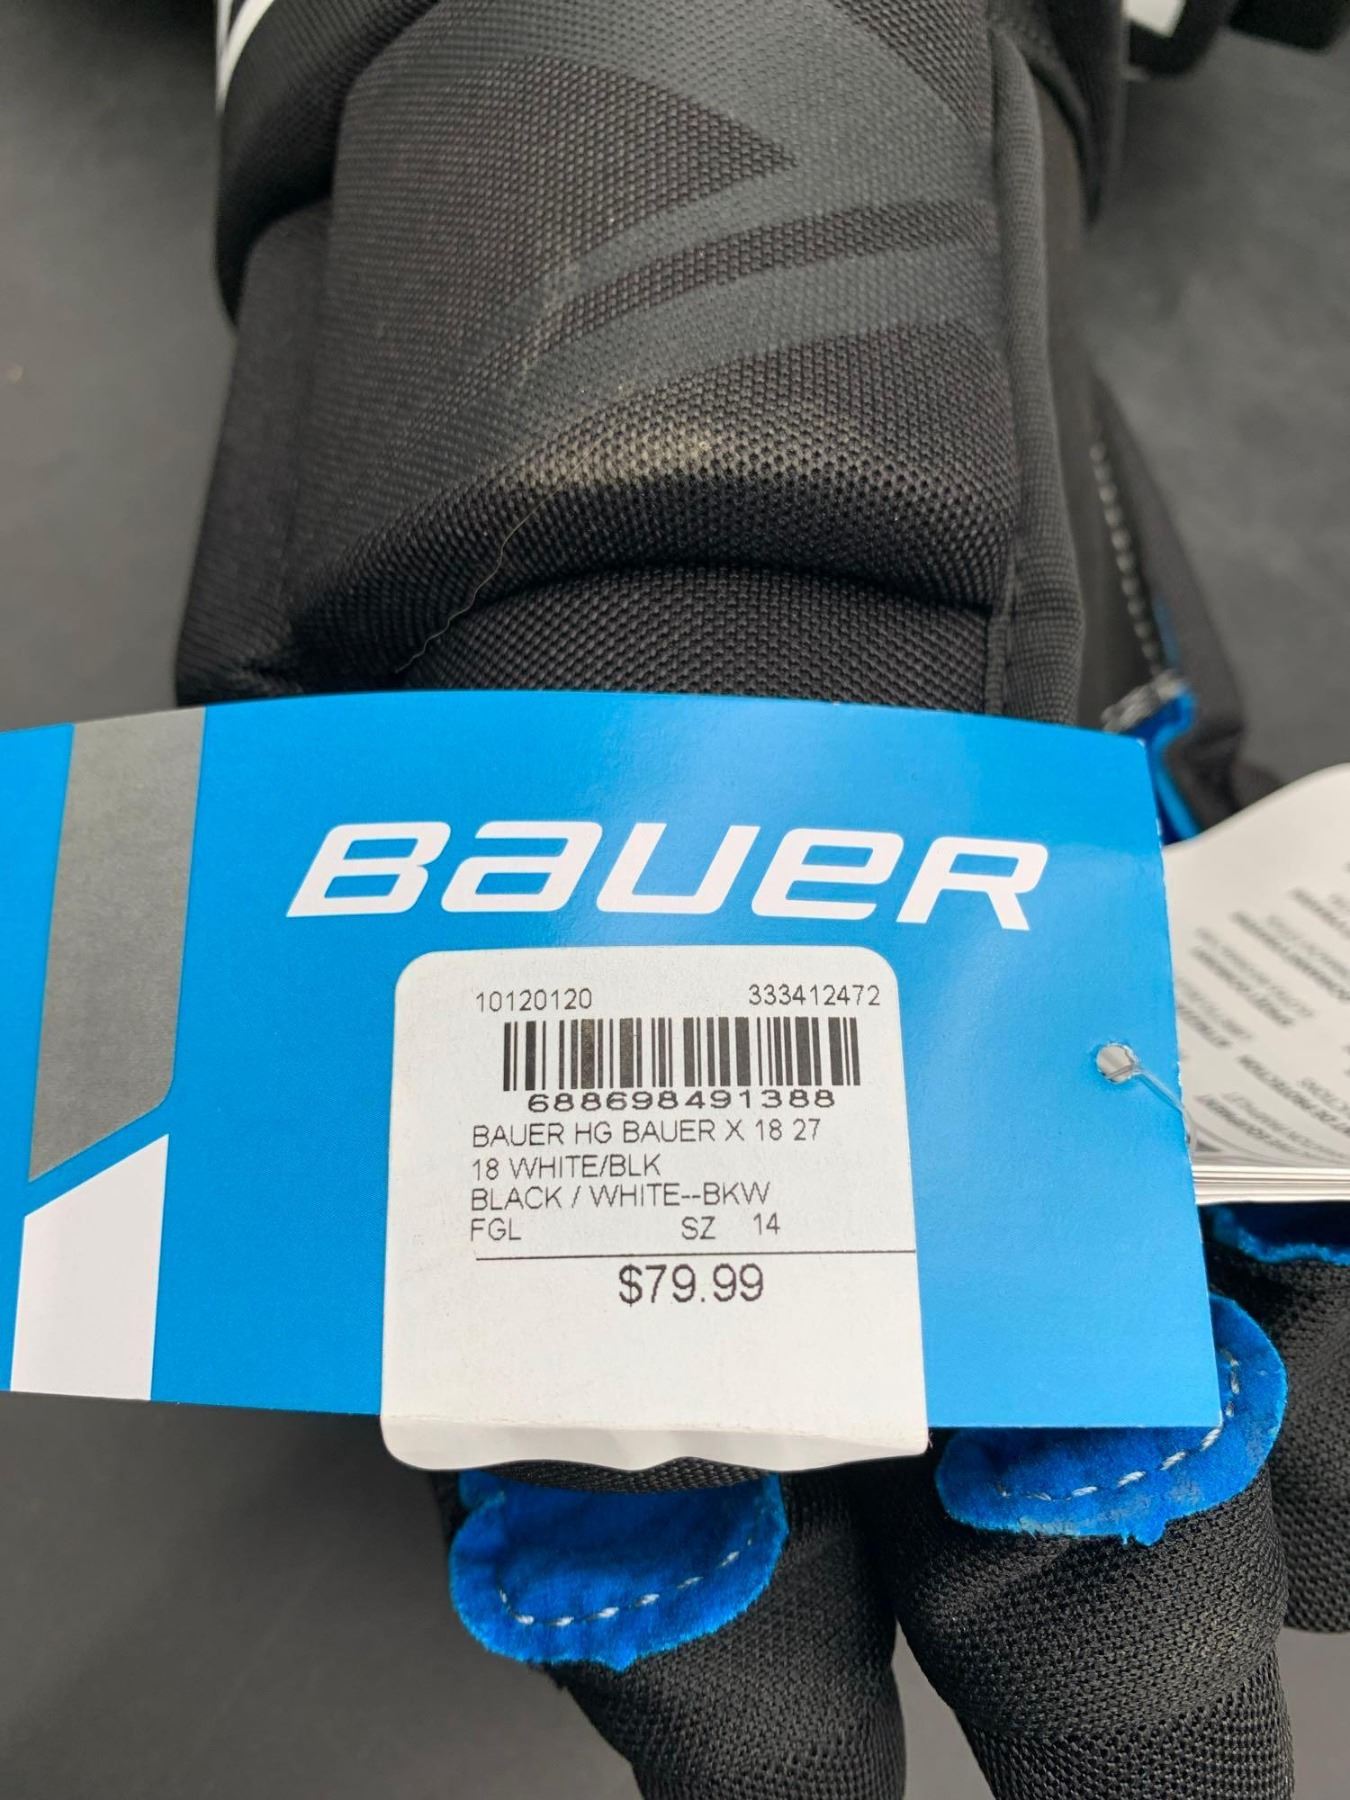 BAUER
10120120 333412472
688698491388
BAUER HG BAUER X 18 27
18 WHITE/BLK
BLACK / WHITE--BKW
FGL SZ 14
$79.99